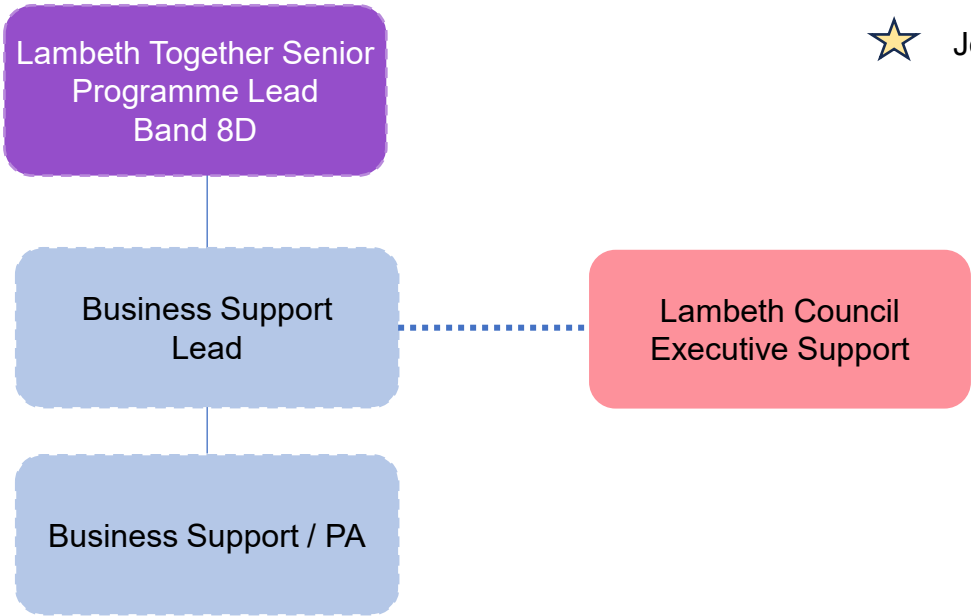 Lambeth Together Senior
Programme Lead
Band 8D
Business Support
Lead
Lambeth Council
Executive Support
Business Support / PA